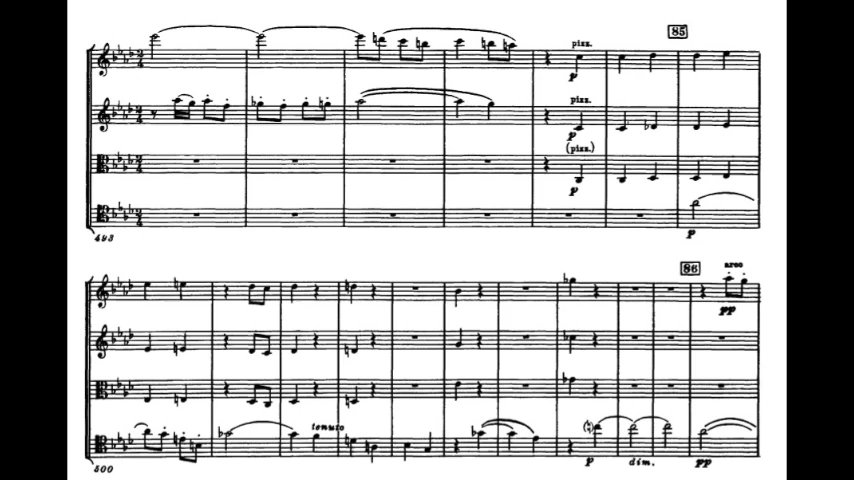 85
pizz.
p
pizz.
p
(pizz.)
p
p
493
86
arco
pp
tenuto
p dim. pp
500